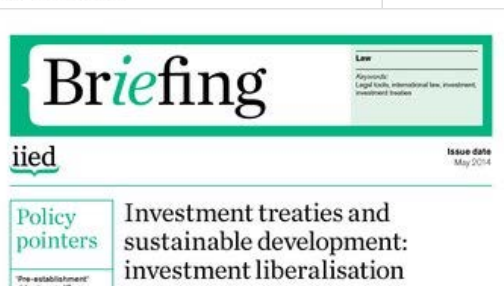 Briefing
Law
Keywords:
Legal tools, international law, investment,
investment treaties
iied
Issue date
May 2014
Policy
pointers
Investment treaties and
sustainable development:
investment liberalisation
'Pre-establishment'